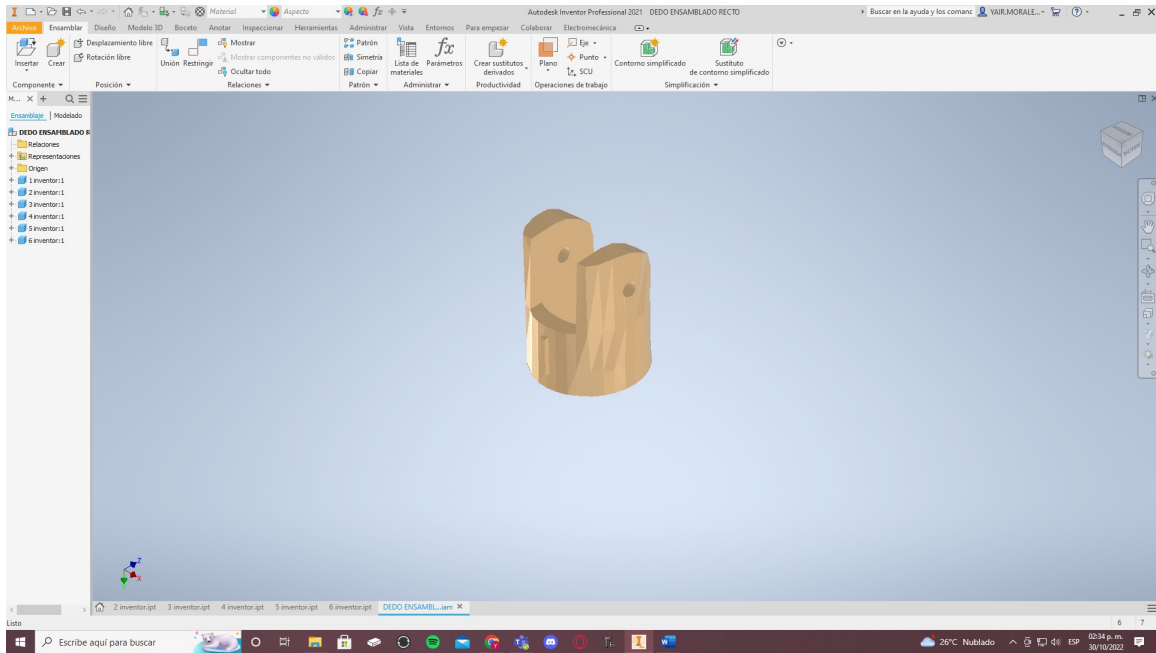 Material
Aspecto
Autodesk Inventor Professional 2021 DEDO ENSAMBLADO RECTO
Buscar en la ayuda y los comanc
YAIR.MORALE...
Archivo Ensamblar Diseño Modelo 3D Boceto Anotar Inspeccionar Herramientas Administrar Vista Entornos Para empezar Colaborar Electromecánica
Insertar
Crear
Desplazamiento libre
Rotación libre
Unión
Restringir
Mostrar
Mostrar componentes no válidos
Ocultar todo
Patrón
Simetría
Copiar
Lista de materiales
fx
Parámetros
Crear sustitutos
derivados
Plano
Eje
Punto
SCU
Contorno simplificado
Sustituto
de contorno simplificado
Componente Posición Relaciones Patrón Administrar Productividad Operaciones de trabajo Simplificación
M...
Ensamblaje Modelado
DEDO ENSAMBLADO R
Relaciones
Representaciones
Origen
1 inventor:1
2 inventor:1
3 inventor:1
4 inventor:1
5 inventor:1
6 inventor:1
Z
X
2 inventor.ipt 3 inventor.ipt 4 inventor.ipt 5 inventor.ipt 6 inventor.ipt DEDO ENSAMBL...iam
Listo
6 7
Escribe aquí para buscar
26°C Nublado
ESP
02:34 p. m.
30/10/2022